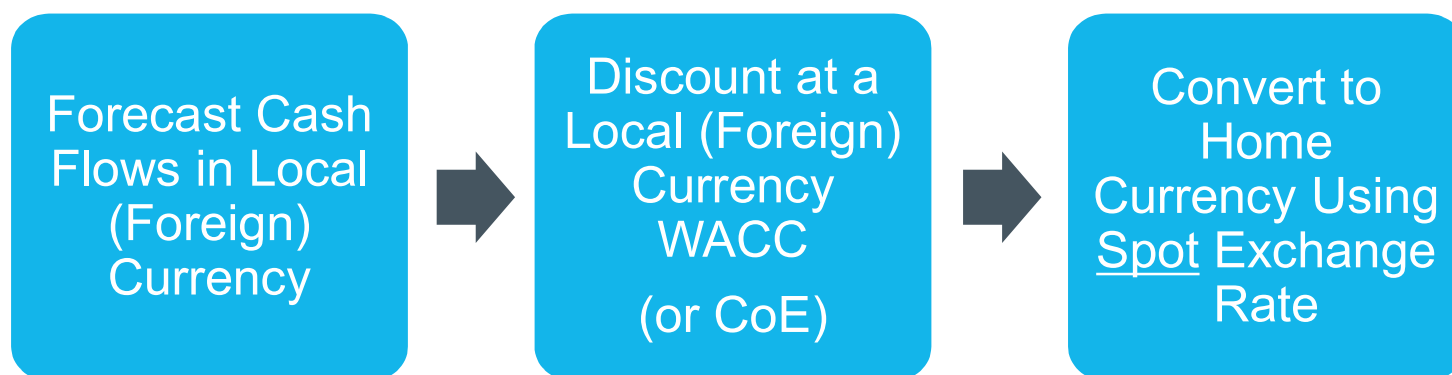 Forecast Cash
Flows in Local
(Foreign)
Currency
Discount at a
Local (Foreign)
Currency
WACC
(or CoE)
Convert to
Home
Currency Using
Spot Exchange
Rate